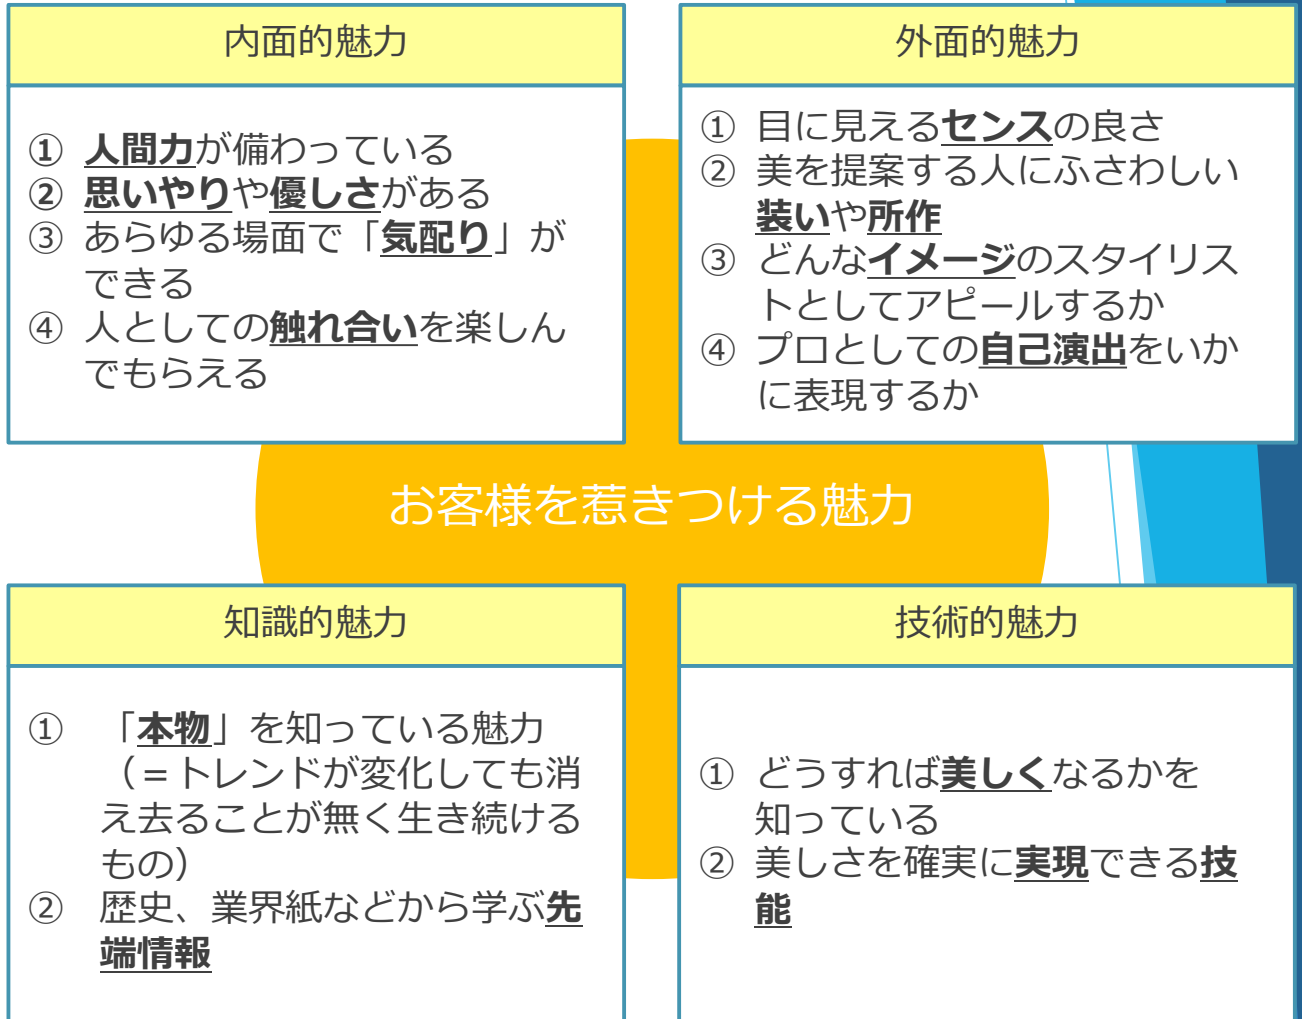 内面的魅力
① 人間力が備わっている
② 思いやりや優しさがある
③ あらゆる場面で「気配り」が
できる
④ 人としての触れ合いを楽しん
でもらえる
外面的魅力
① 目に見えるセンスの良さ
② 美を提案する人にふさわしい
装いや所作
③ どんなイメージのスタイリス
トとしてアピールするか
④ プロとしての自己演出をいか
に表現するか
お客様を惹きつける魅力
知識的魅力
① 「本物」を知っている魅力
（＝トレンドが変化しても消
え去ることが無く生き続ける
もの）
② 歴史、業界紙などから学ぶ先
端情報
技術的魅力
① どうすれば美しくなるかを
知っている
② 美しさを確実に実現できる技
能